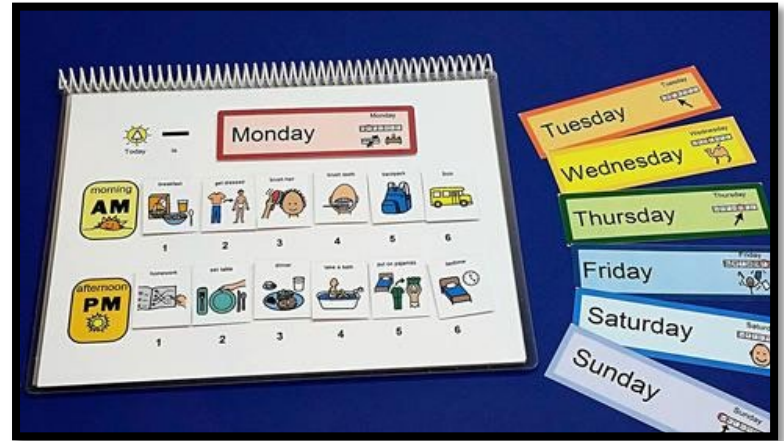 Monday
Monday
Today is
morning
AM
breakfast
get dressed
brush hair
brush teeth
backpack
bus
1 2 3 4 5 6
afternoon
PM
homework
set table
dinner
take a bath
put on pajamas
bedtime
1 2 3 4 5 6
Tuesday
Tuesday
Wednesday
Wednesday
Thursday
Thursday
Friday
Friday
Saturday
Sunday
Sunday